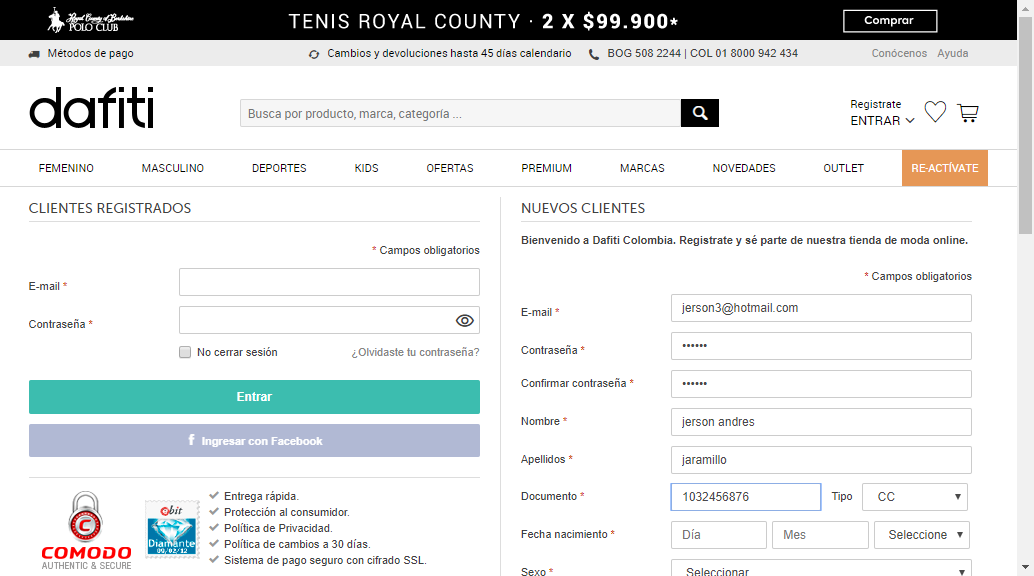 Royal County of Berkshire
POLO CLUB
TENIS ROYAL COUNTY · 2 X $99.900*
Comprar
Métodos de pago
Cambios y devoluciones hasta 45 días calendario
BOG 508 2244 | COL 01 8000 942 434
Conócenos Ayuda
dafiti
Busca por producto, marca, categoría ...
Registrate
ENTRAR
FEMENINO MASCULINO DEPORTES KIDS OFERTAS PREMIUM MARCAS NOVEDADES OUTLET RE-ACTÍVATE
CLIENTES REGISTRADOS
* Campos obligatorios
E-mail *
Contraseña *
No cerrar sesión ¿Olvidaste tu contraseña?
Entrar
f Ingresar con Facebook
C
COMODO
AUTHENTIC & SECURE
ebit
Diamante
09/02/12
Entrega rápida.
Protección al consumidor.
Política de Privacidad.
Política de cambios a 30 días.
Sistema de pago seguro con cifrado SSL.
NUEVOS CLIENTES
Bienvenido a Dafiti Colombia. Registrate y sé parte de nuestra tienda de moda online.
* Campos obligatorios
E-mail * jerson3@hotmail.com
Contraseña * ••••••
Confirmar contraseña * ••••••
Nombre * jerson andres
Apellidos * jaramillo
Documento * 1032456876 Tipo CC
Fecha nacimiento * Día Mes Seleccione
Sexo * Seleccionar